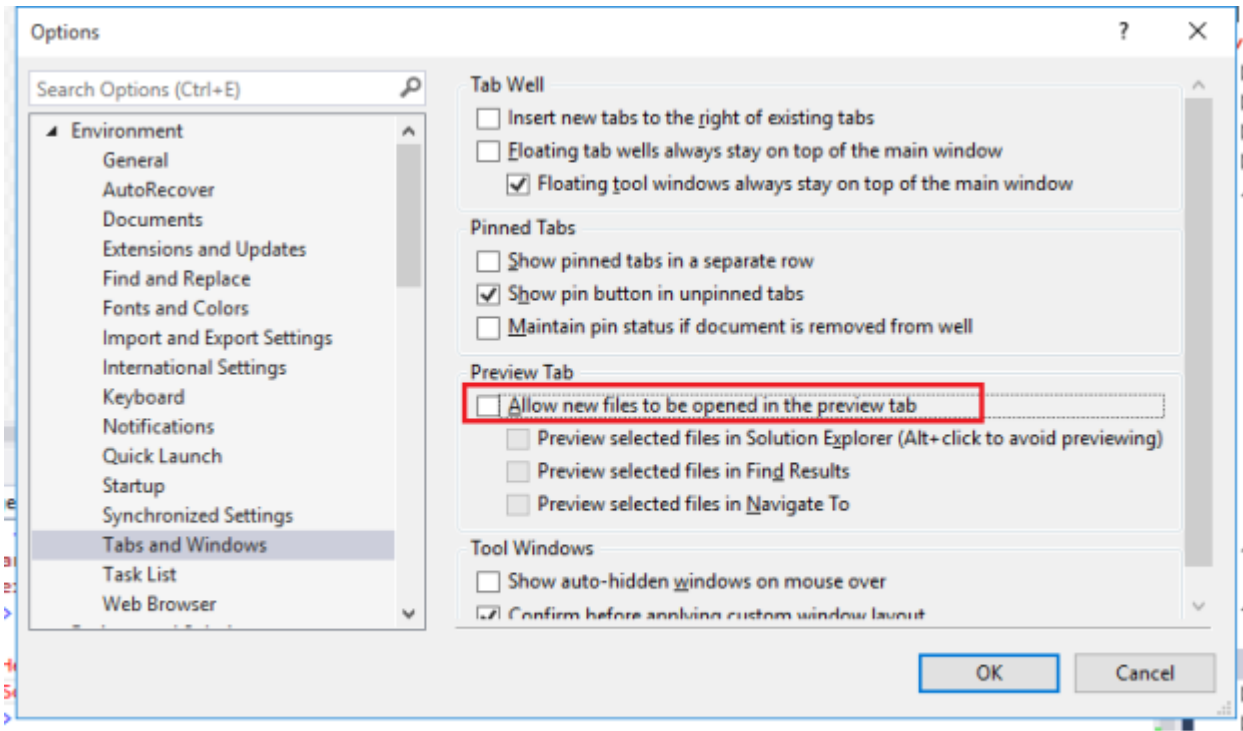 Options
?
Search Options (Ctrl+E)
Environment
General
AutoRecover
Documents
Extensions and Updates
Find and Replace
Fonts and Colors
Import and Export Settings
International Settings
Keyboard
Notifications
Quick Launch
Startup
Synchronized Settings
Tabs and Windows
Task List
Web Browser
Tab Well
Insert new tabs to the right of existing tabs
Floating tab wells always stay on top of the main window
Floating tool windows always stay on top of the main window
Pinned Tabs
Show pinned tabs in a separate row
Show pin button in unpinned tabs
Maintain pin status if document is removed from well
Preview Tab
Allow new files to be opened in the preview tab
Preview selected files in Solution Explorer (Alt+click to avoid previewing)
Preview selected files in Find Results
Preview selected files in Navigate To
Tool Windows
Show auto-hidden windows on mouse over
Confirm before applying custom window layout
OK
Cancel